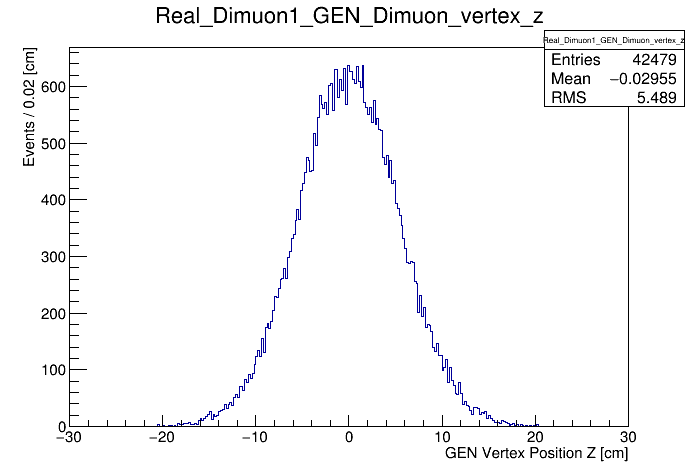 Real_Dimuon1_GEN_Dimuon_vertex_z
Real_Dimuon1_GEN_Dimuon_vertex_z
Entries 42479
Mean −0.02955
RMS 5.489
Events / 0.02 [cm]
600
500
400
300
200
100
0
−30 −20 −10 0 10 20 30
GEN Vertex Position Z [cm]